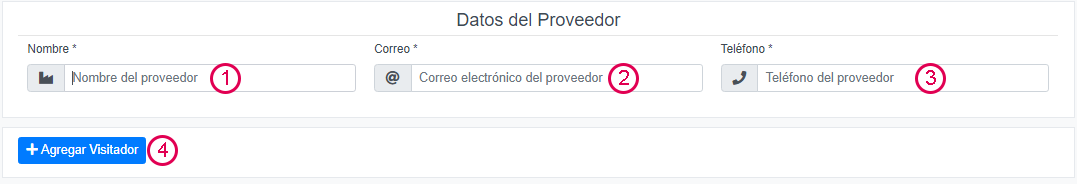 Datos del Proveedor
Nombre * Correo * Teléfono *
Nombre del proveedor 1 @ Correo electrónico del proveedor 2 Teléfono del proveedor 3
+ Agregar Visitador 4